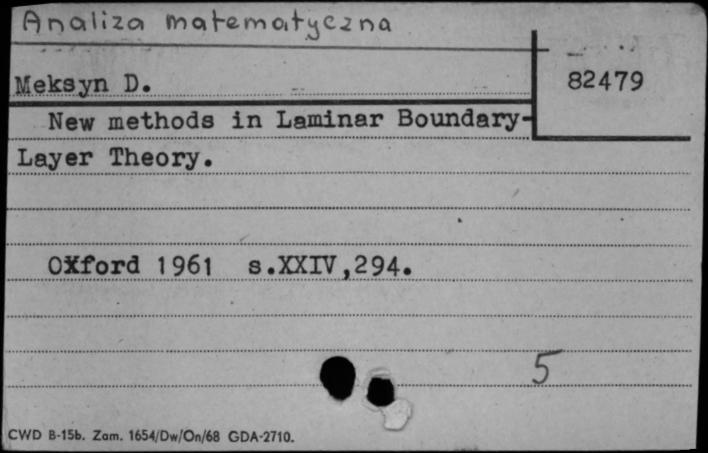 Analiza matematyczna
82479
Meksyn D.
New methods in Laminar Boundary-
Layer Theory.
OXford 1961 s.XXIV,294.
5
CWD B-15b. Zam. 1654/Dw/On/68 GDA-2710.